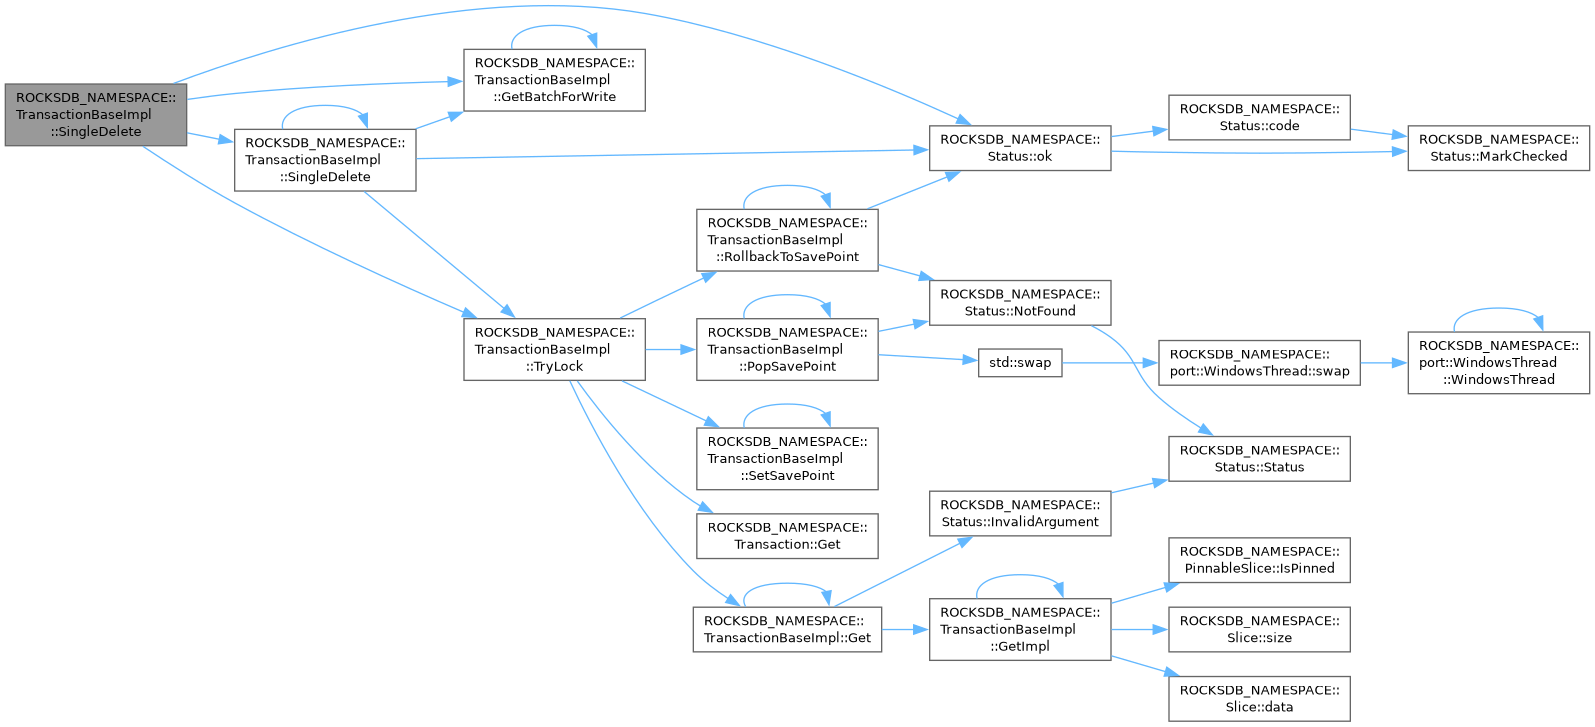 ROCKSDB_NAMESPACE::
TransactionBaseImpl
::SingleDelete
ROCKSDB_NAMESPACE::
TransactionBaseImpl
::SingleDelete
ROCKSDB_NAMESPACE::
TransactionBaseImpl
::GetBatchForWrite
ROCKSDB_NAMESPACE::
TransactionBaseImpl
::TryLock
ROCKSDB_NAMESPACE::
TransactionBaseImpl
::RollbackToSavePoint
ROCKSDB_NAMESPACE::
TransactionBaseImpl
::PopSavePoint
ROCKSDB_NAMESPACE::
TransactionBaseImpl
::SetSavePoint
ROCKSDB_NAMESPACE::
Transaction::Get
ROCKSDB_NAMESPACE::
TransactionBaseImpl::Get
ROCKSDB_NAMESPACE::
Status::ok
ROCKSDB_NAMESPACE::
Status::NotFound
std::swap
ROCKSDB_NAMESPACE::
Status::InvalidArgument
ROCKSDB_NAMESPACE::
TransactionBaseImpl
::GetImpl
ROCKSDB_NAMESPACE::
Status::code
ROCKSDB_NAMESPACE::
port::WindowsThread::swap
ROCKSDB_NAMESPACE::
Status::Status
ROCKSDB_NAMESPACE::
PinnableSlice::IsPinned
ROCKSDB_NAMESPACE::
Slice::size
ROCKSDB_NAMESPACE::
Slice::data
ROCKSDB_NAMESPACE::
Status::MarkChecked
ROCKSDB_NAMESPACE::
port::WindowsThread
::WindowsThread